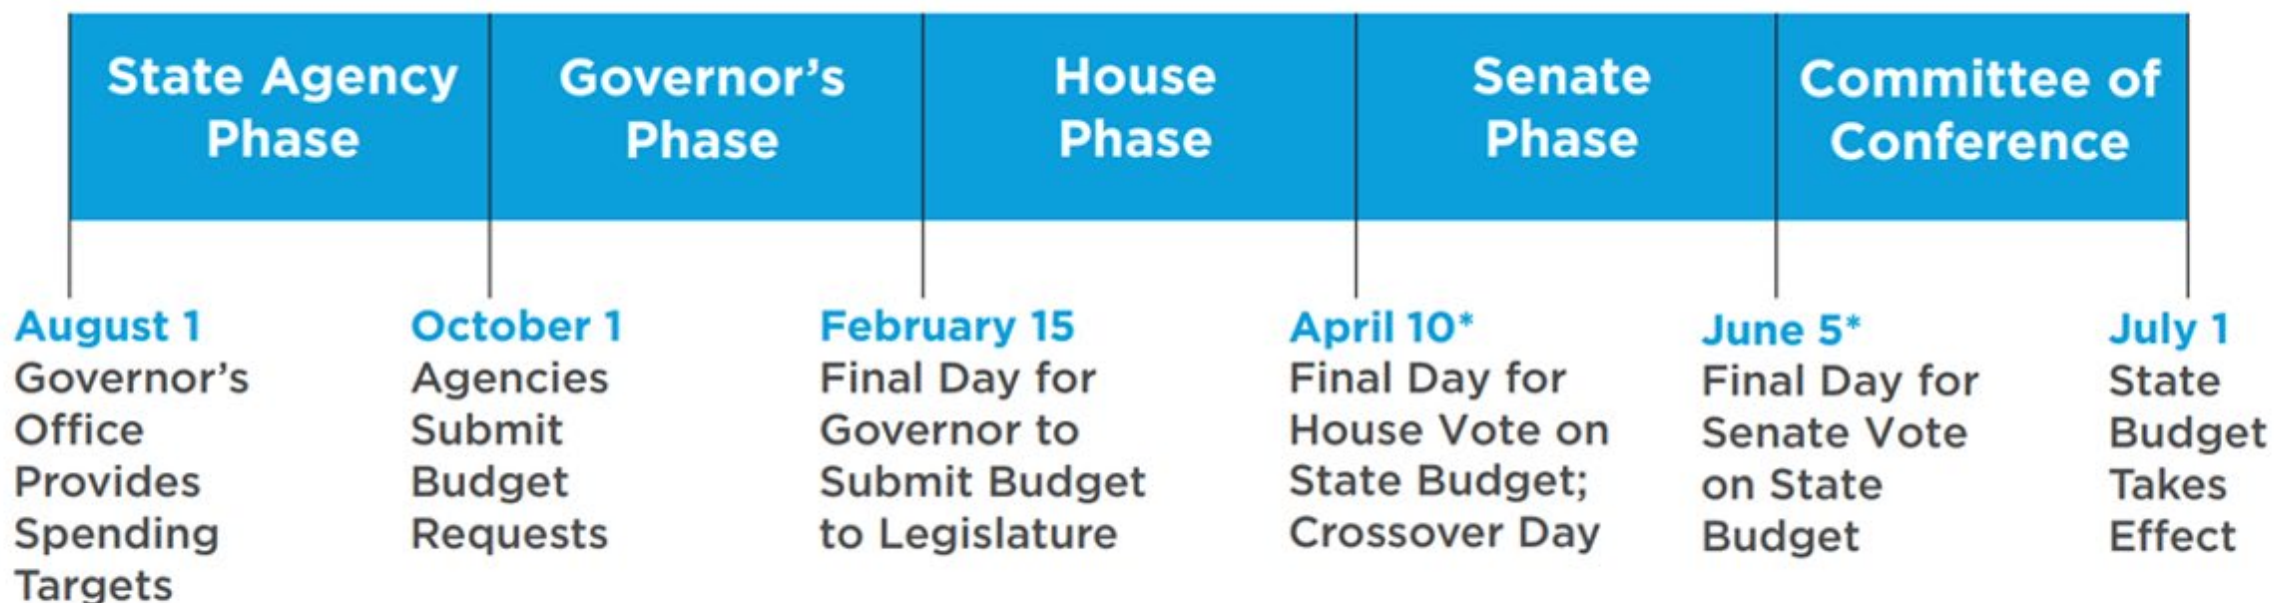 State Agency
Phase
Governor's
Phase
House
Phase
Senate
Phase
Committee of
Conference
August 1
Governor's
Office
Provides
Spending
Targets
October 1
Agencies
Submit
Budget
Requests
February 15
Final Day for
Governor to
Submit Budget
to Legislature
April 10*
Final Day for
House Vote on
State Budget;
Crossover Day
June 5*
Final Day for
Senate Vote
on State
Budget
July 1
State
Budget
Takes
Effect